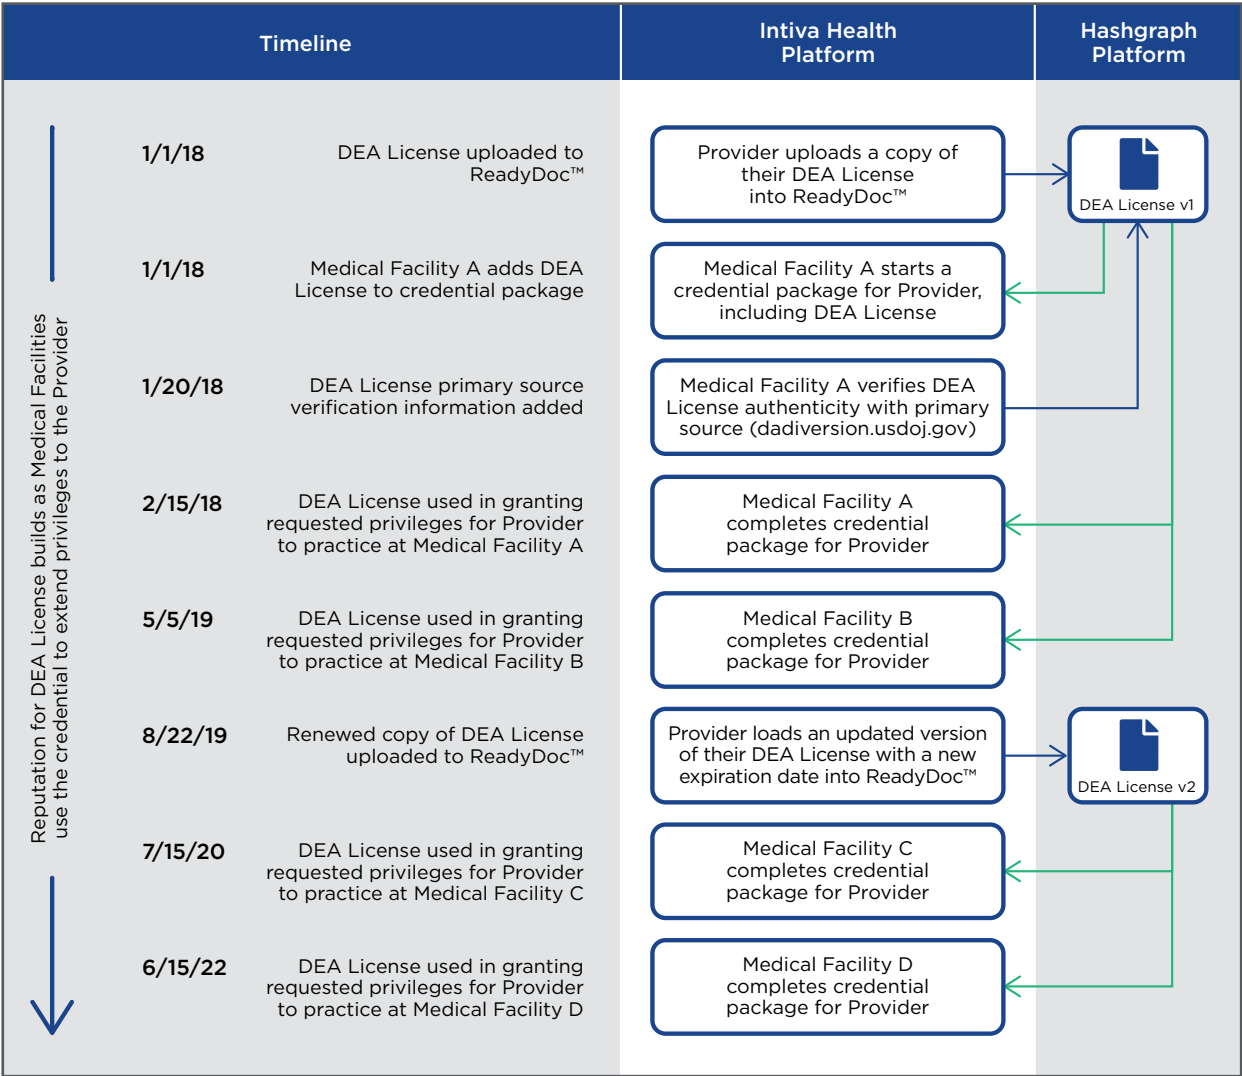 Timeline
Intiva Health
Platform
Hashgraph
Platform
Reputation for DEA License builds as Medical Facilities
use the credential to extend privileges to the Provider
1/1/18
DEA License uploaded to
ReadyDoc™
Provider uploads a copy of
their DEA License
into ReadyDoc™
DEA License v1
1/1/18
Medical Facility A adds DEA
License to credential package
Medical Facility A starts a
credential package for Provider,
including DEA License
1/20/18
DEA License primary source
verification information added
Medical Facility A verifies DEA
License authenticity with primary
source (dadiversion.usdoj.gov)
2/15/18
DEA License used in granting
requested privileges for Provider
to practice at Medical Facility A
Medical Facility A
completes credential
package for Provider
5/5/19
DEA License used in granting
requested privileges for Provider
to practice at Medical Facility B
Medical Facility B
completes credential
package for Provider
8/22/19
Renewed copy of DEA License
uploaded to ReadyDoc™
Provider loads an updated version
of their DEA License with a new
expiration date into ReadyDoc™
DEA License v2
7/15/20
DEA License used in granting
requested privileges for Provider
to practice at Medical Facility C
Medical Facility C
completes credential
package for Provider
6/15/22
DEA License used in granting
requested privileges for Provider
to practice at Medical Facility D
Medical Facility D
completes credential
package for Provider